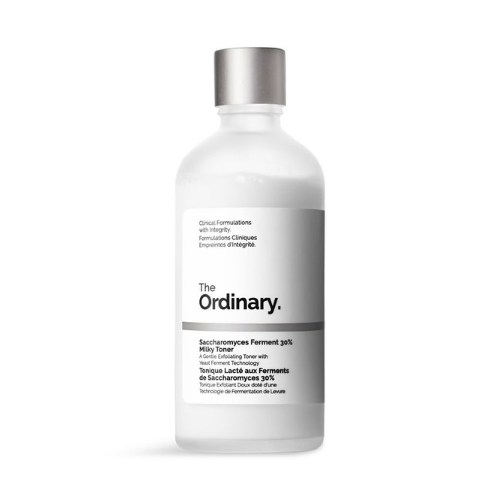 Clinical Formulations
with Integrity.
Formulations Cliniques
Empreintes d'Intégrité.
The
Ordinary.
Saccharomyces Ferment 30%
Milky Toner
A Gentle Exfoliating Toner with
Yeast Ferment Technology
Tonique Lacté aux Ferments
de Saccharomyces 30%
Tonique Exfoliant Doux doté d'une
Technologie de Fermentation de Levure